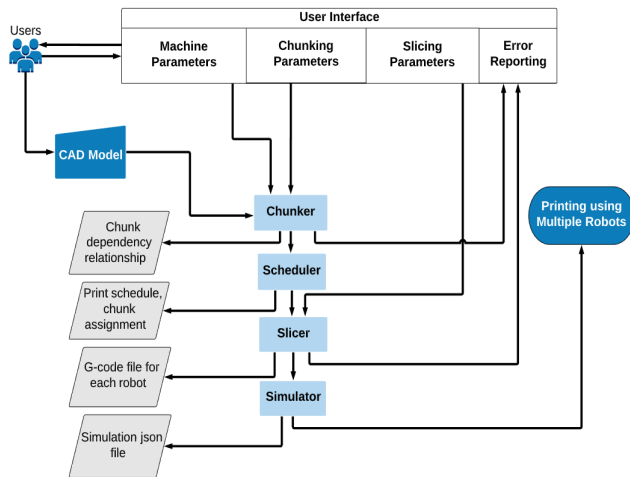 User Interface
Users
Machine
Parameters
Chunking
Parameters
Slicing
Parameters
Error
Reporting
CAD Model
Chunker
Printing using
Multiple Robots
Chunk
dependency
relationship
Scheduler
Print schedule,
chunk
assignment
Slicer
G-code file for
each robot
Simulator
Simulation json
file